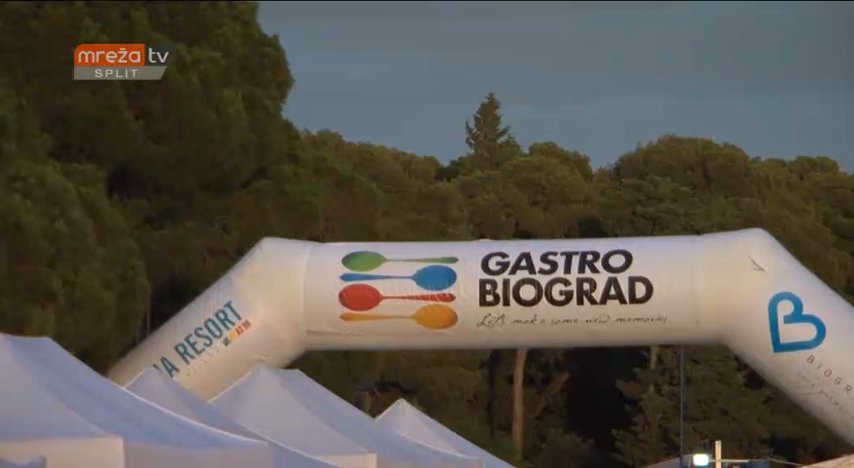 mreža tv
SPLIT
GASTRO
BIOGRAD
Let's make some new memories
RESORT